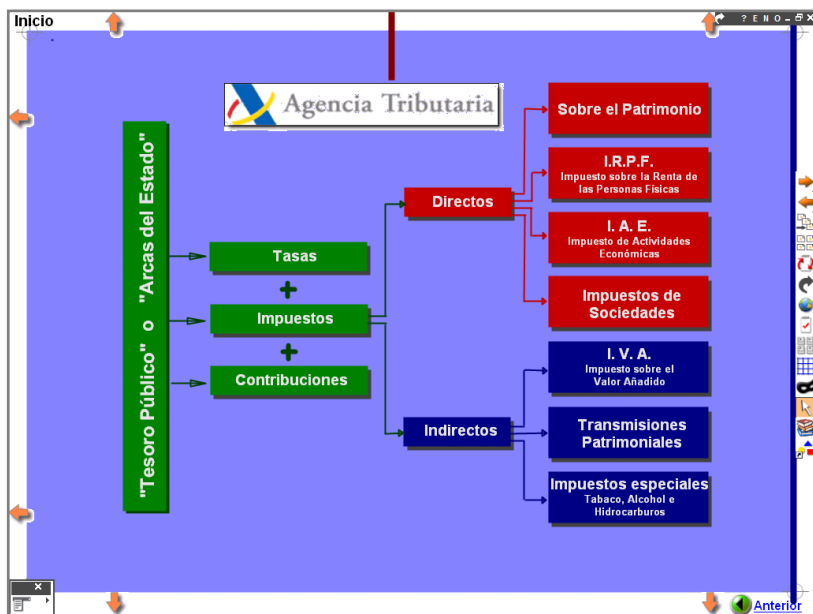 Inicio
? E N O
Agencia Tributaria
"Tesoro Público" o "Arcas del Estado"
Tasas
+
Impuestos
+
Contribuciones
Directos
Sobre el Patrimonio
I.R.P.F.
Impuesto sobre la Renta de
las Personas Físicas
I. A. E.
Impuesto de Actividades
Económicas
Impuestos de
Sociedades
Indirectos
I. V. A.
Impuesto sobre el
Valor Añadido
Transmisiones
Patrimoniales
Impuestos especiales
Tabaco, Alcohol e
Hidrocarburos
Anterior